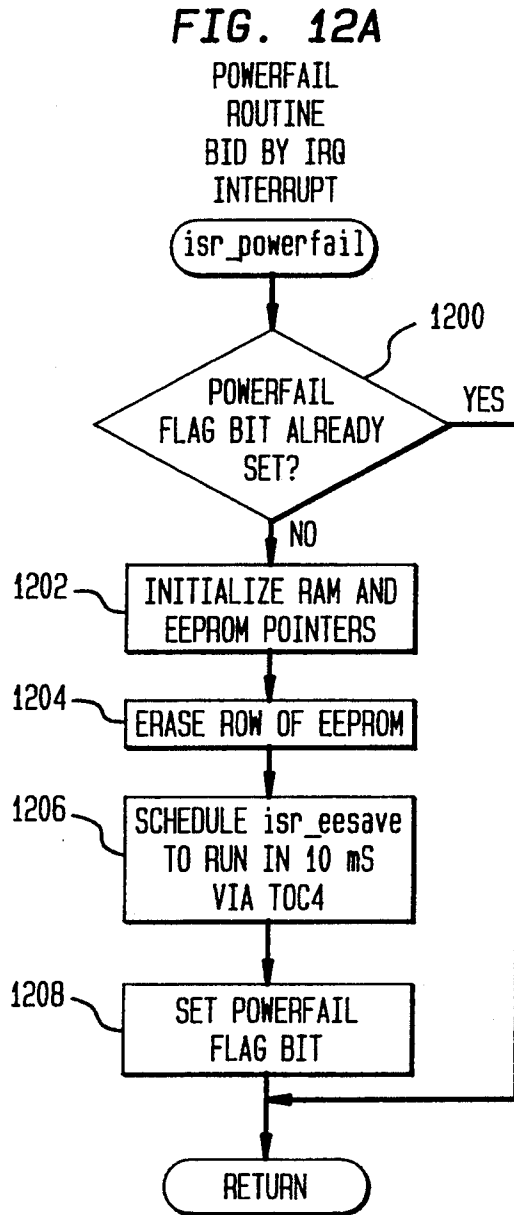 FIG. 12A
POWERFAIL
ROUTINE
BID BY IRQ
INTERRUPT
isr_powerfail
1200
POWERFAIL
FLAG BIT ALREADY
SET?
YES
NO
1202
INITIALIZE RAM AND
EEPROM POINTERS
1204
ERASE ROW OF EEPROM
1206
SCHEDULE isr_eesave
TO RUN IN 10 mS
VIA TOC4
1208
SET POWERFAIL
FLAG BIT
RETURN